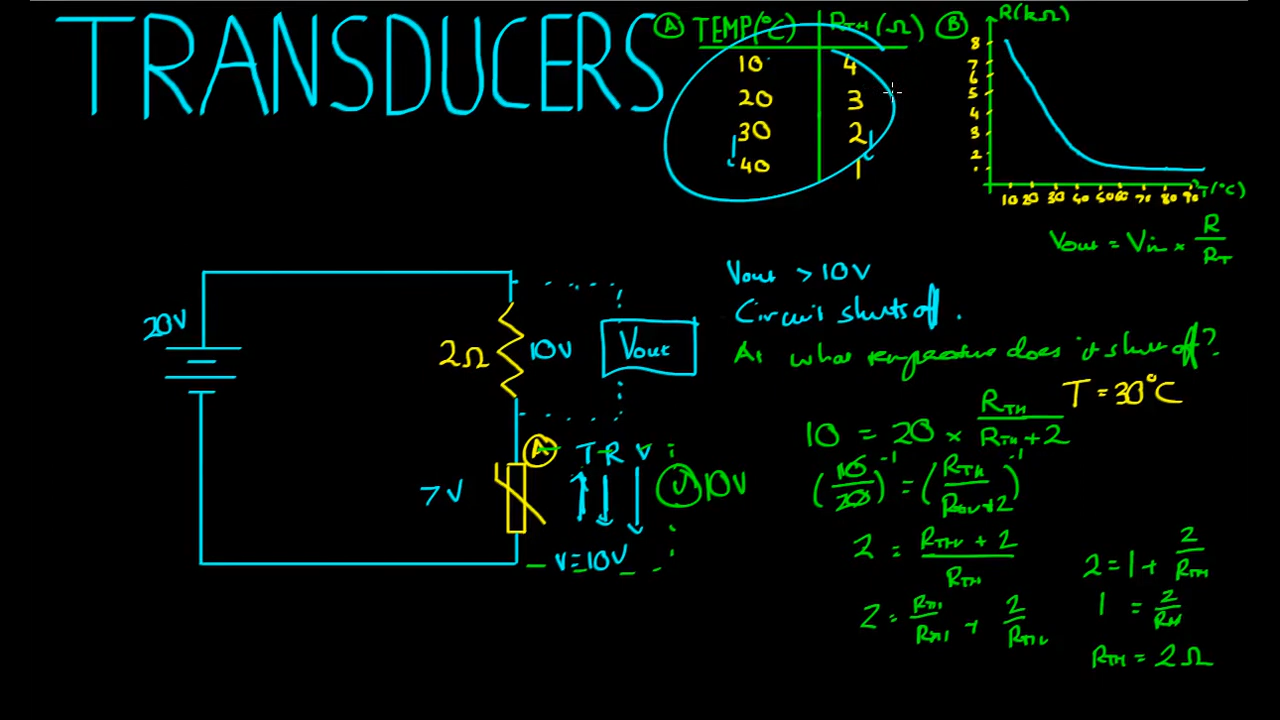 TRANSDUCERS
A TEMP(°C) RTH(Ω)
10 4
20 3
30 2
40 1
B R(kΩ)
8
7
6
5
4
3
2
T(°C)
10 20 30 40 50 60 70 80 90
Vout = Vin × R/RT
20V
2Ω
10V
Vout
A
T R V
7V
V 10V
V=10V
Vout > 10V
Circuit shuts off.
At what temperature does it shut off?
T = 30°C
10 = 20 × RTH/(RTH+2)
(10/20)⁻¹ = (RTH/(RTH+2))⁻¹
2 = (RTH + 2)/RTH
2 = RTH/RTH + 2/RTH
2 = 1 + 2/RTH
1 = 2/RTH
RTH = 2Ω